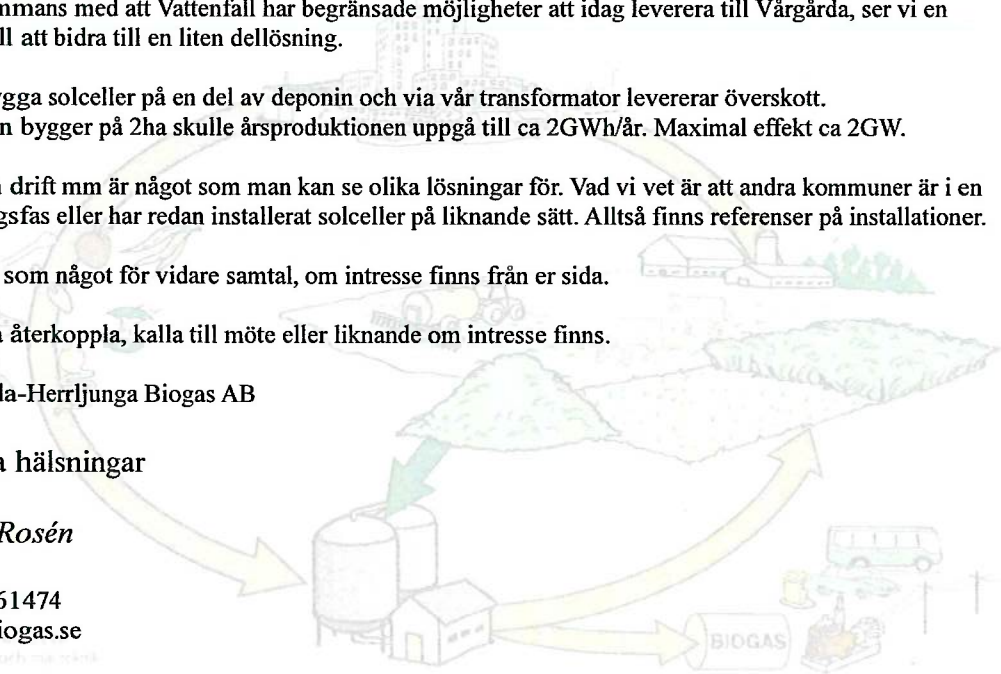 mmans med att Vattenfall har begränsade möjligheter att idag leverera till Vårgårda, ser vi en
ll att bidra till en liten dellösning.
ygga solceller på en del av deponin och via vår transformator levererar överskott.
n bygger på 2ha skulle årsproduktionen uppgå till ca 2GWh/år. Maximal effekt ca 2GW.
drift mm är något som man kan se olika lösningar för. Vad vi vet är att andra kommuner är i en
gsfas eller har redan installerat solceller på liknande sätt. Alltså finns referenser på installationer.
som något för vidare samtal, om intresse finns från er sida.
återkoppla, kalla till möte eller liknande om intresse finns.
la-Herrljunga Biogas AB
a hälsningar
Rosén
61474
iogas.se
BIOGAS